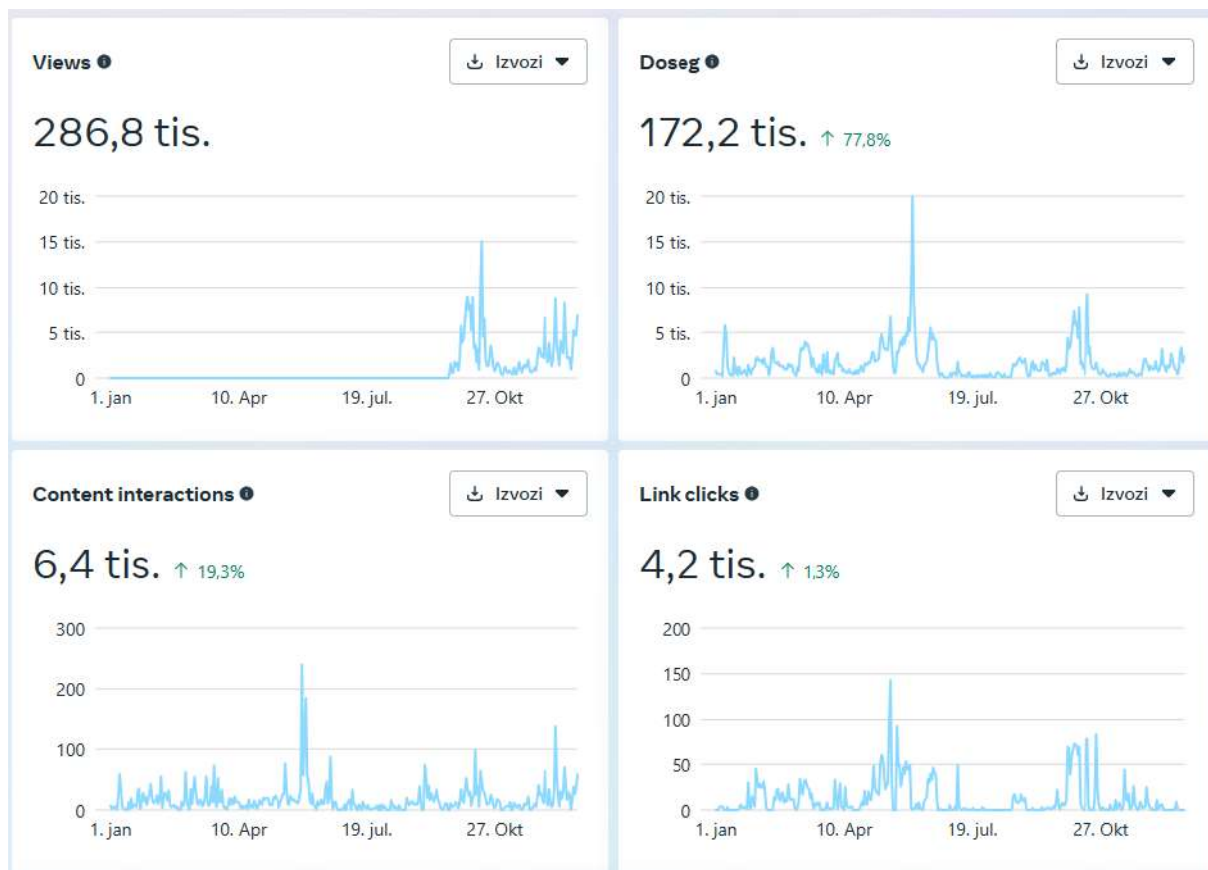 Views
Izvozi
286,8 tis.
20 tis.
15 tis.
10 tis.
5 tis.
0
1. jan
10. Apr
19. jul.
27. Okt
Doseg
Izvozi
172,2 tis. ↑ 77,8%
20 tis.
15 tis.
10 tis.
5 tis.
0
1. jan
10. Apr
19. jul.
27. Okt
Content interactions
Izvozi
6,4 tis. ↑ 19,3%
300
200
100
0
1. jan
10. Apr
19. jul.
27. Okt
Link clicks
Izvozi
4,2 tis. ↑ 1,3%
200
150
100
50
0
1. jan
10. Apr
19. jul.
27. Okt